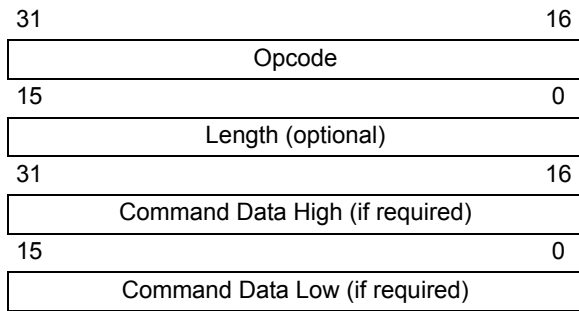 31 16
Opcode
15 0
Length (optional)
31 16
Command Data High (if required)
15 0
Command Data Low (if required)